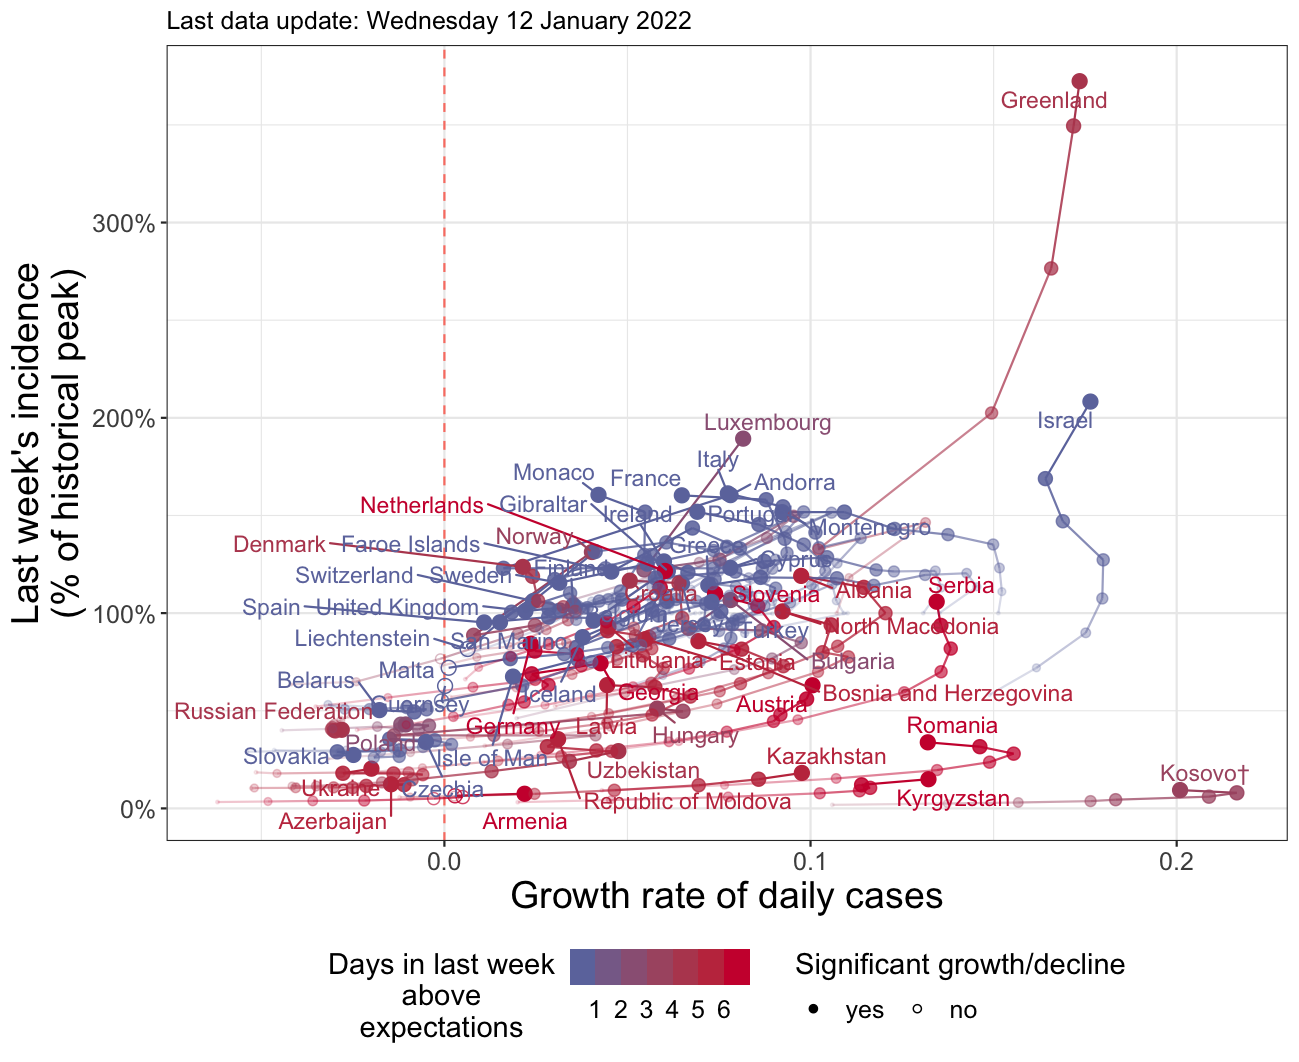 Last data update: Wednesday 12 January 2022
Last week's incidence
(% of historical peak)
300%
200%
100%
0%
Greenland
Israel
Luxembourg
Italy
Monaco
France
Andorra
Netherlands
Gibraltar
Ireland
Montenegro
Norway
Denmark
Faroe Islands
Greece
Cyprus
Switzerland
Sweden
Finland
Albania
Serbia
Croatia
Slovenia
Spain
United Kingdom
North Macedonia
Turkey
Liechtenstein
San Marino
Lithuania
Estonia
Bulgaria
Malta
Belarus
Iceland
Georgia
Bosnia and Herzegovina
Guernsey
Austria
Russian Federation
Germany
Latvia
Hungary
Romania
Poland
Slovakia
Isle of Man
Kazakhstan
Uzbekistan
Kosovo†
Ukraine
Czechia
Republic of Moldova
Kyrgyzstan
Azerbaijan
Armenia
0.0
0.1
0.2
Growth rate of daily cases
Days in last week
above
expectations
1 2 3 4 5 6
Significant growth/decline
yes
no